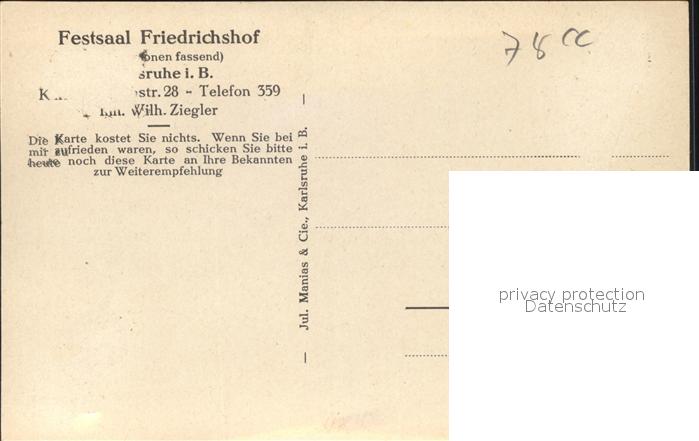 Festsaal Friedrichshof
onen fassend)
sruhe i. B.
K str. 28 - Telefon 359
Inh. Wilh. Ziegler
Die Karte kostet Sie nichts. Wenn Sie bei
mir zufrieden waren, so schicken Sie bitte
heute noch diese Karte an Ihre Bekannten
zur Weiterempfehlung
— Jul. Manias & Cie., Karlsruhe i. B. —
privacy protection
Datenschutz